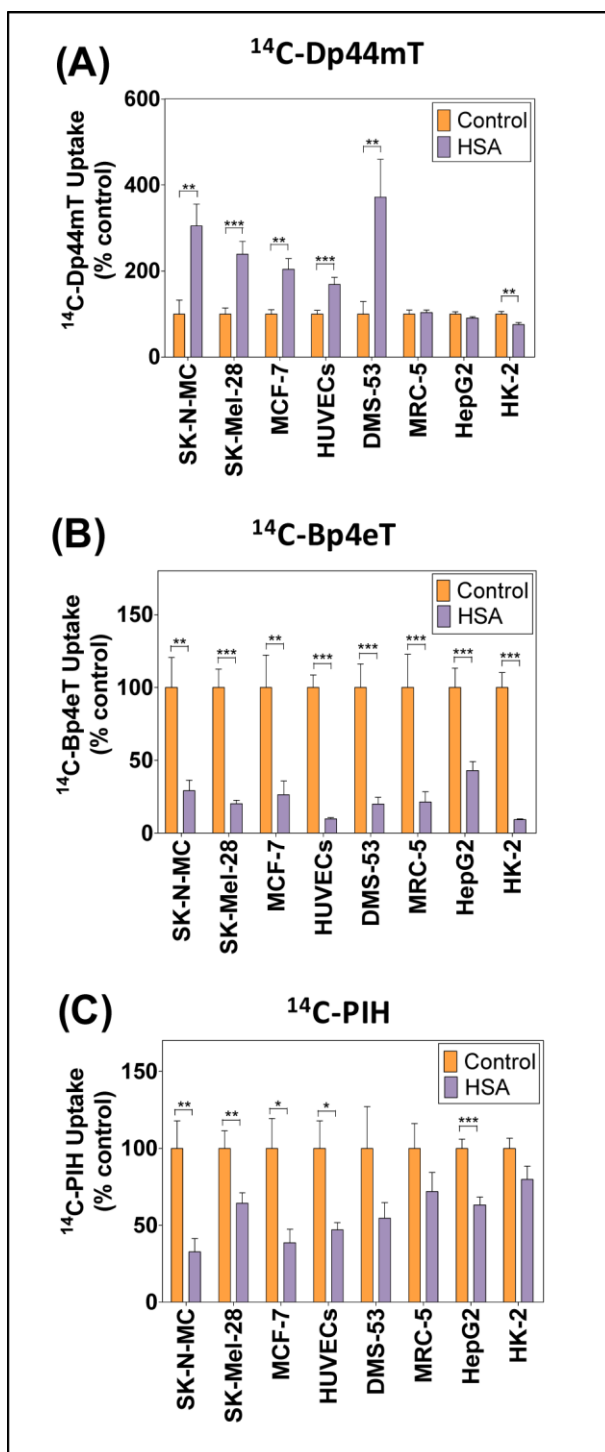 (A)
¹⁴C-Dp44mT
¹⁴C-Dp44mT Uptake
(% control)
600
400
200
0
Control
HSA
**
***
**
***
**
**
SK-N-MC
SK-Mel-28
MCF-7
HUVECs
DMS-53
MRC-5
HepG2
HK-2
(B)
¹⁴C-Bp4eT
¹⁴C-Bp4eT Uptake
(% control)
150
100
50
0
Control
HSA
**
***
**
***
***
***
***
***
SK-N-MC
SK-Mel-28
MCF-7
HUVECs
DMS-53
MRC-5
HepG2
HK-2
(C)
¹⁴C-PIH
¹⁴C-PIH Uptake
(% control)
150
100
50
0
Control
HSA
**
**
*
*
***
SK-N-MC
SK-Mel-28
MCF-7
HUVECs
DMS-53
MRC-5
HepG2
HK-2